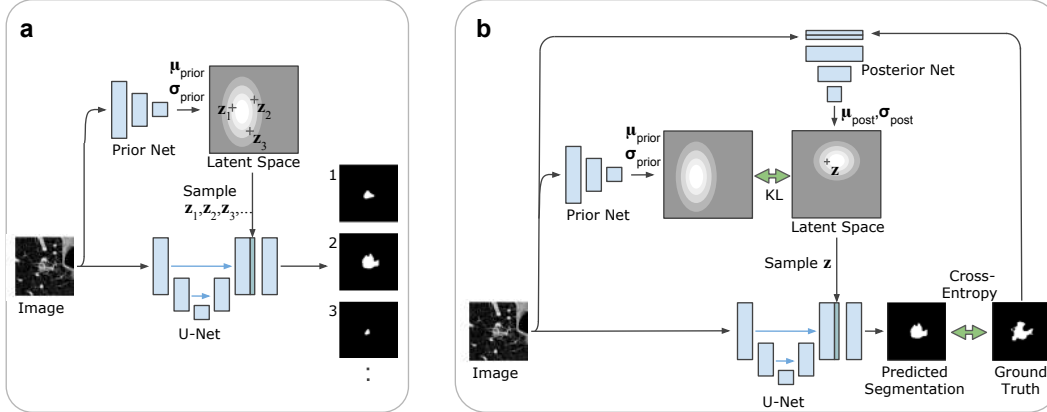 a
μprior
σprior
z1
z2
z3
Prior Net
Latent Space
Sample
z1,z2,z3,...
1
2
3
Image
U-Net
b
Posterior Net
μpost,σpost
μprior
σprior
z
KL
Prior Net
Latent Space
Sample z
Cross-
Entropy
Image
U-Net
Predicted
Segmentation
Ground
Truth